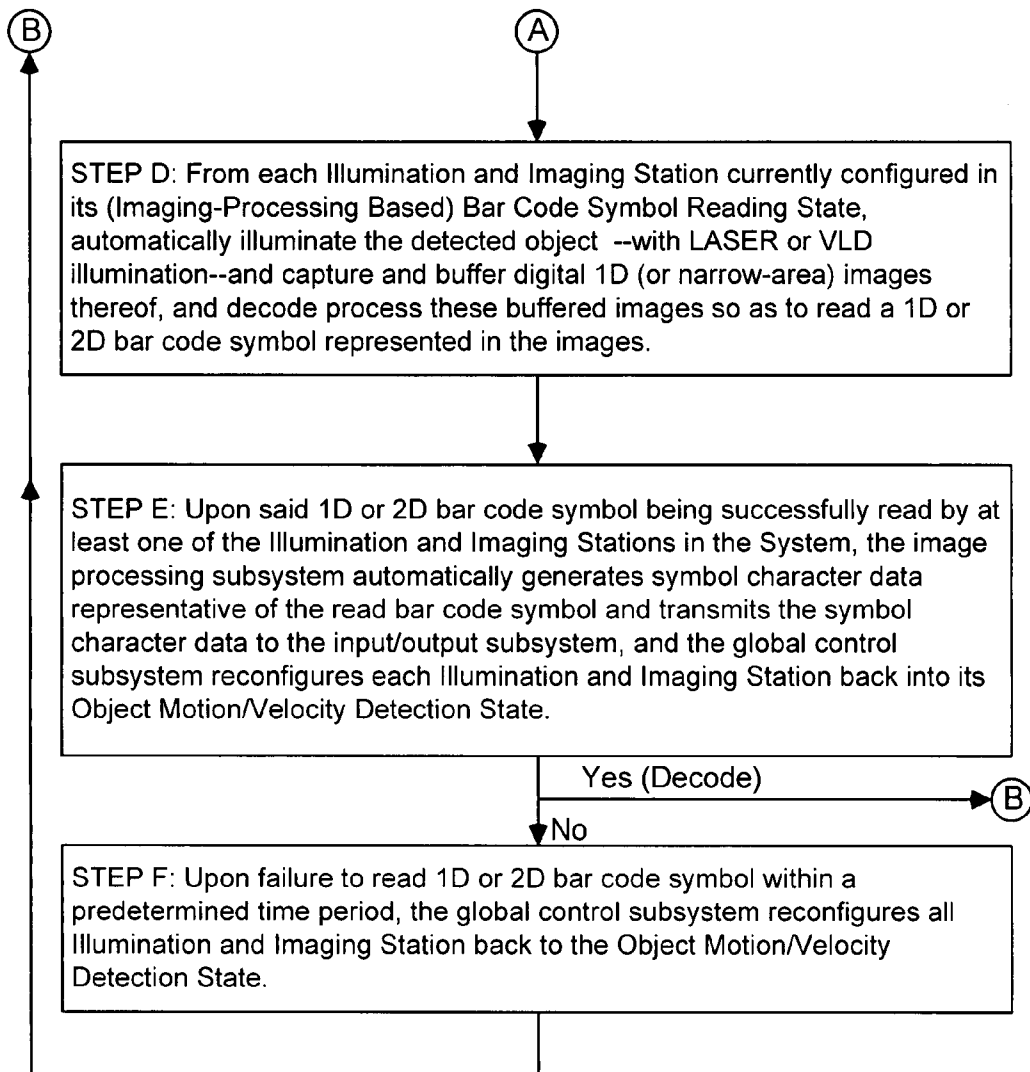 B
A
STEP D: From each Illumination and Imaging Station currently configured in
its (Imaging-Processing Based) Bar Code Symbol Reading State,
automatically illuminate the detected object --with LASER or VLD
illumination--and capture and buffer digital 1D (or narrow-area) images
thereof, and decode process these buffered images so as to read a 1D or
2D bar code symbol represented in the images.
STEP E: Upon said 1D or 2D bar code symbol being successfully read by at
least one of the Illumination and Imaging Stations in the System, the image
processing subsystem automatically generates symbol character data
representative of the read bar code symbol and transmits the symbol
character data to the input/output subsystem, and the global control
subsystem reconfigures each Illumination and Imaging Station back into its
Object Motion/Velocity Detection State.
Yes (Decode)
B
No
STEP F: Upon failure to read 1D or 2D bar code symbol within a
predetermined time period, the global control subsystem reconfigures all
Illumination and Imaging Station back to the Object Motion/Velocity
Detection State.